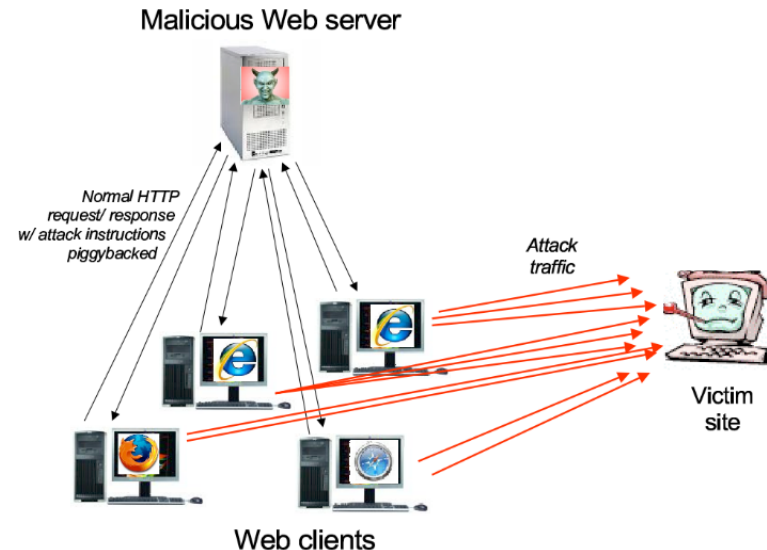 Malicious Web server
Normal HTTP
request/ response
w/ attack instructions
piggybacked
Attack
traffic
Victim
site
Web clients